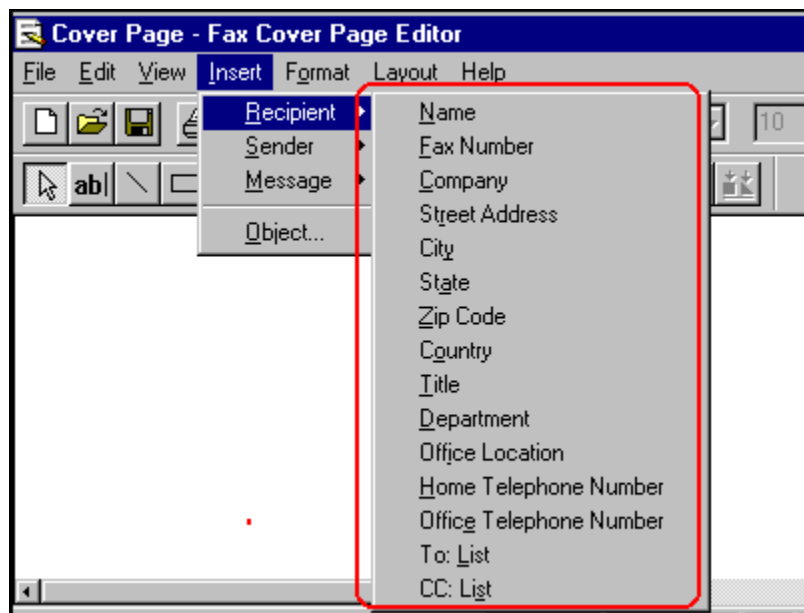 Cover Page - Fax Cover Page Editor
File Edit View Insert Format Layout Help
10
ab|
Recipient
Sender
Message
Object...
Name
Fax Number
Company
Street Address
City
State
Zip Code
Country
Title
Department
Office Location
Home Telephone Number
Office Telephone Number
To: List
CC: List